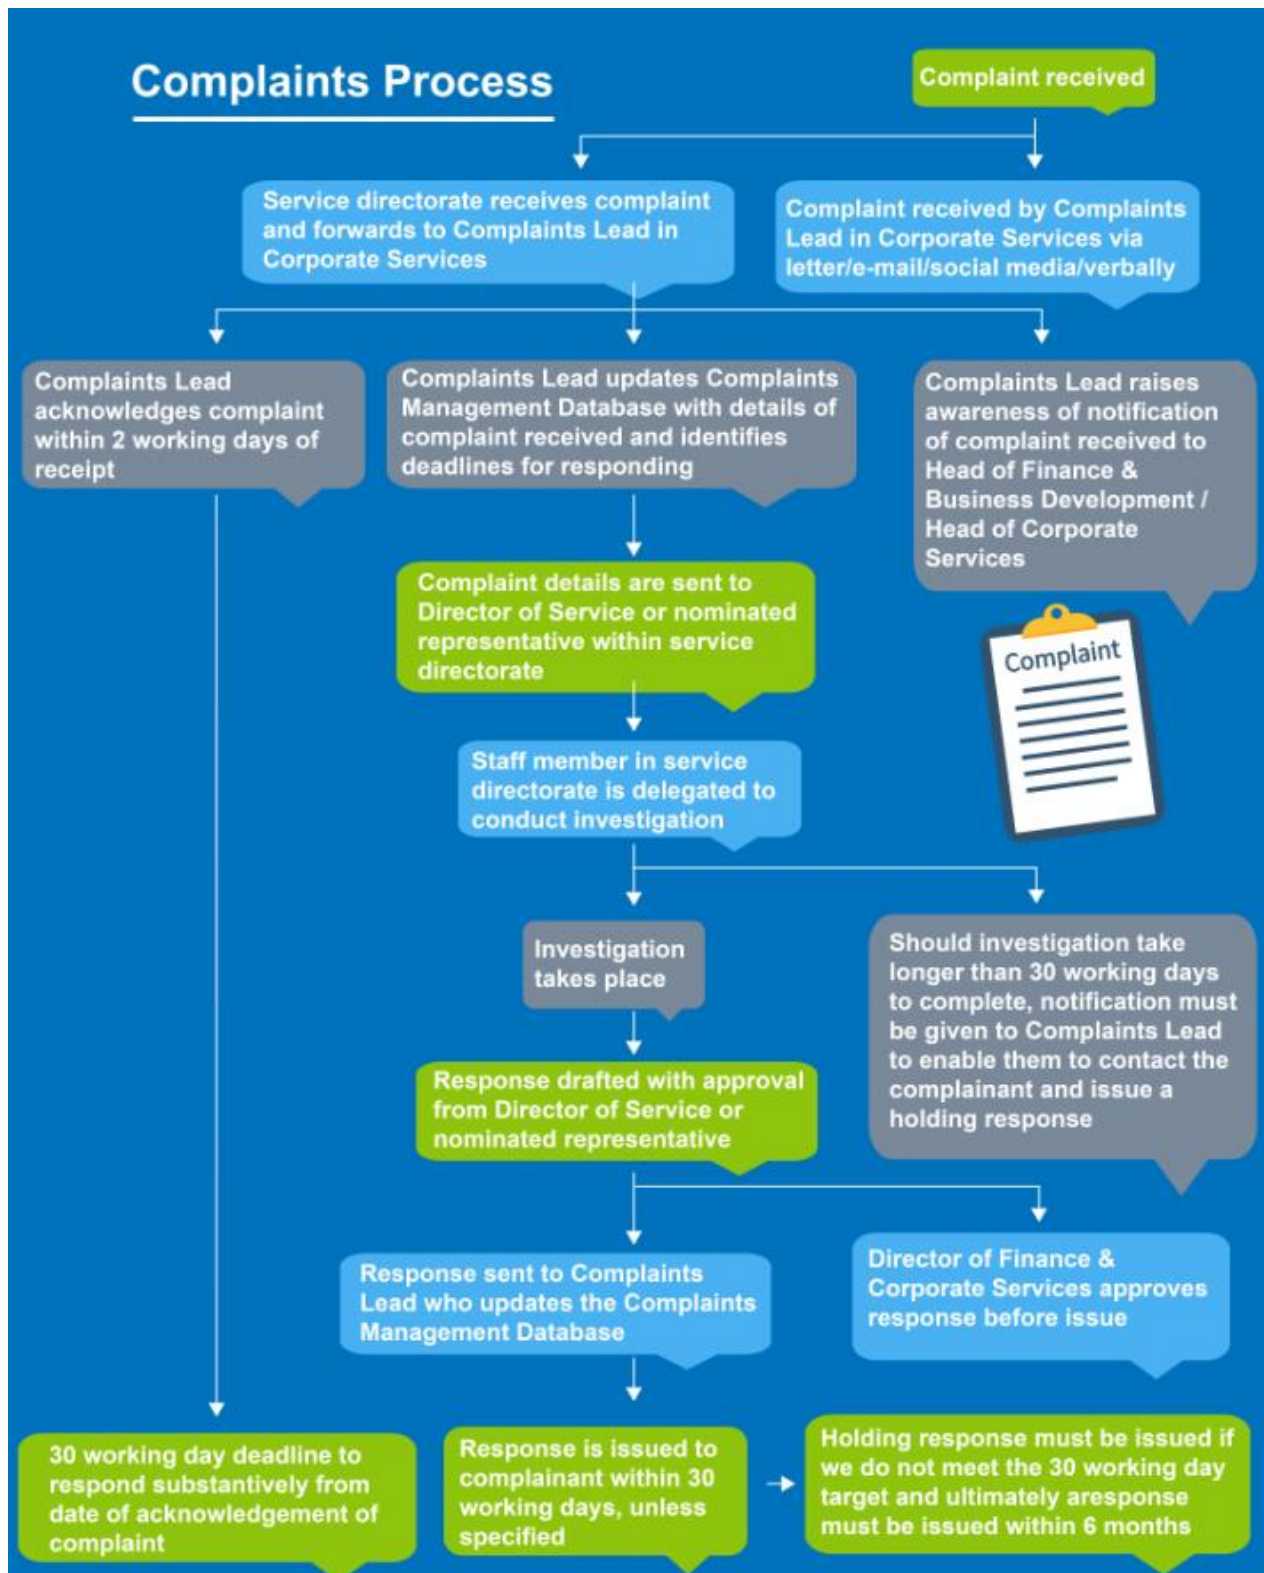 Complaints Process
Complaint received
Service directorate receives complaint
and forwards to Complaints Lead in
Corporate Services
Complaint received by Complaints
Lead in Corporate Services via
letter/e-mail/social media/verbally
Complaints Lead
acknowledges complaint
within 2 working days of
receipt
Complaints Lead updates Complaints
Management Database with details of
complaint received and identifies
deadlines for responding
Complaints Lead raises
awareness of notification
of complaint received to
Head of Finance &
Business Development /
Head of Corporate
Services
Complaint details are sent to
Director of Service or nominated
representative within service
directorate
Complaint
Staff member in service
directorate is delegated to
conduct investigation
Investigation
takes place
Should investigation take
longer than 30 working days
to complete, notification must
be given to Complaints Lead
to enable them to contact the
complainant and issue a
holding response
Response drafted with approval
from Director of Service or
nominated representative
Response sent to Complaints
Lead who updates the Complaints
Management Database
Director of Finance &
Corporate Services approves
response before issue
30 working day deadline to
respond substantively from
date of acknowledgement of
complaint
Response is issued to
complainant within 30
working days, unless
specified
Holding response must be issued if
we do not meet the 30 working day
target and ultimately aresponse
must be issued within 6 months